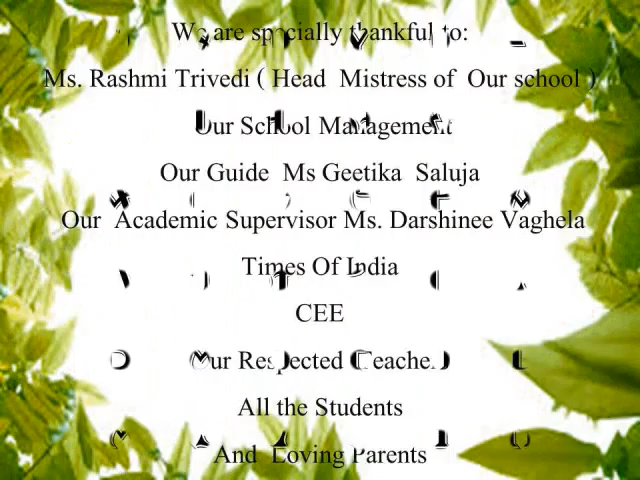 We are specially thankful to:
Ms. Rashmi Trivedi ( Head Mistress of Our school )
Our School Management
Our Guide Ms Geetika Saluja
Our Academic Supervisor Ms. Darshinee Vaghela
Times Of India
CEE
Our Respected Teacher
All the Students
And Loving Parents